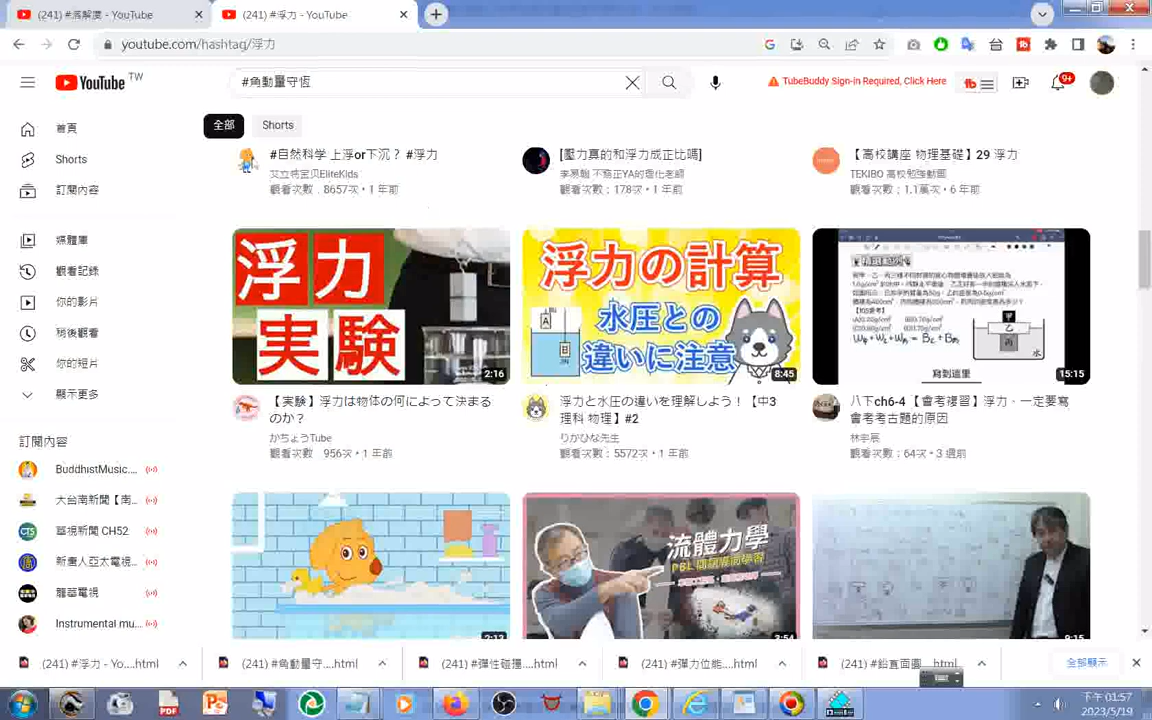 (241) #溶解度 - YouTube
(241) #浮力 - YouTube
youtube.com/hashtag/浮力
YouTube TW
#角動量守恆
TubeBuddy Sign-in Required, Click Here
9+
首頁
Shorts
訂閱內容
媒體庫
觀看記錄
你的影片
稍後觀看
你的短片
顯示更多
訂閱內容
BuddhistMusic...
大台南新聞【南...
華視新聞 CH52
新唐人亞太電視...
龍華電視
Instrumental mu...
全部
Shorts
#自然科学 上浮or下沉？ #浮力
艾立特宝贝EliteKids
觀看次數：8657次・1 年前
[壓力真的和浮力成正比嗎]
觀看次數：178次・1 年前
【高校講座 物理基礎】29 浮力
TEKIBO 高校勉強動画
觀看次數：1.1萬次・6 年前
浮力
実験
2:16
【実験】浮力は物体の何によって決まる
のか？
かちょうTube
觀看次數：956次・1 年前
浮力の計算
水圧との
違いに注意
A
B
8:45
浮力と水圧の違いを理解しよう！【中3
理科 物理】#2
りかひな先生
觀看次數：5572次・1 年前
甲
乙
丙
水
寫到這里
15:15
八下ch6-4 【會考複習】浮力，一定要寫
會考考古題的原因
觀看次數：64次・3 週前
2:13
流體力學
3:54
9:15
(241) #浮力 - Yo....html
(241) #角動量守....html
(241) #彈性碰撞....html
(241) #彈力位能....html
(241) #鉛直面圓....html
全部顯示
下午 01:57
2023/5/19